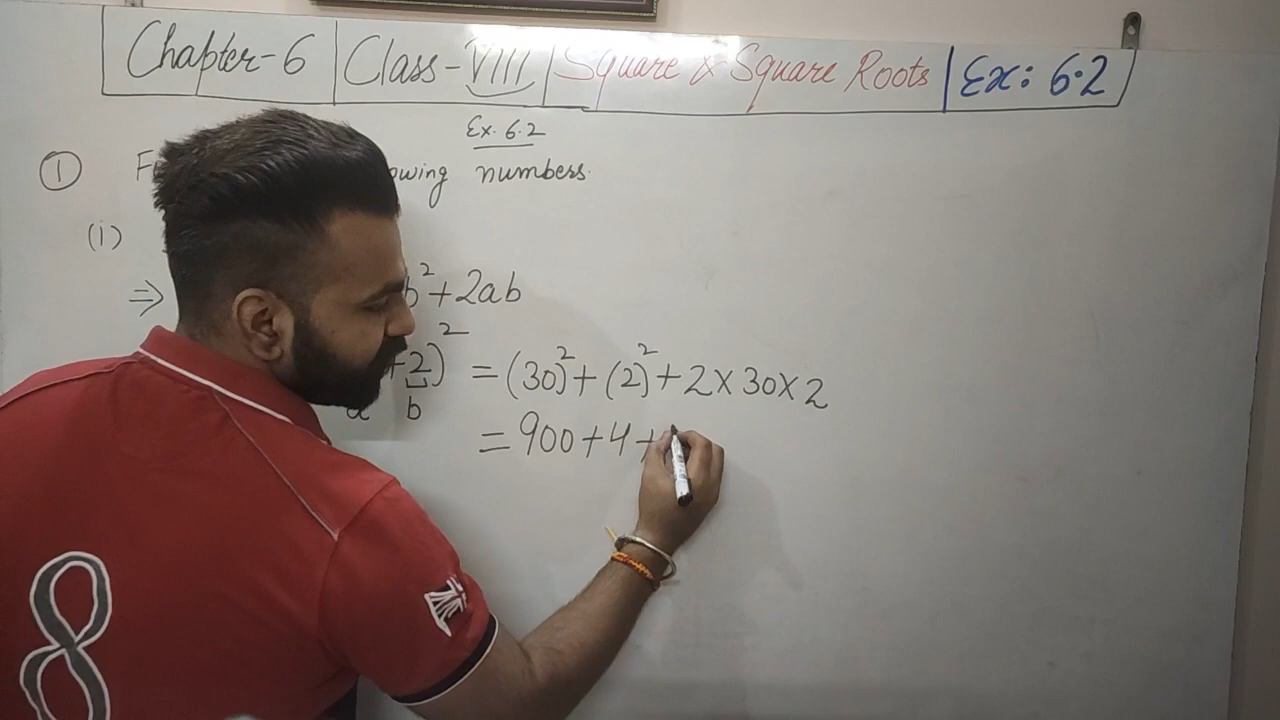 Chapter-6 Class-VIII Square & Square Roots Ex: 6.2
Ex. 6.2
① numbers.
(i)
⇒ b²+2ab
+2)² = (30)²+(2)²+2×30×2
a b
= 900+4+
8